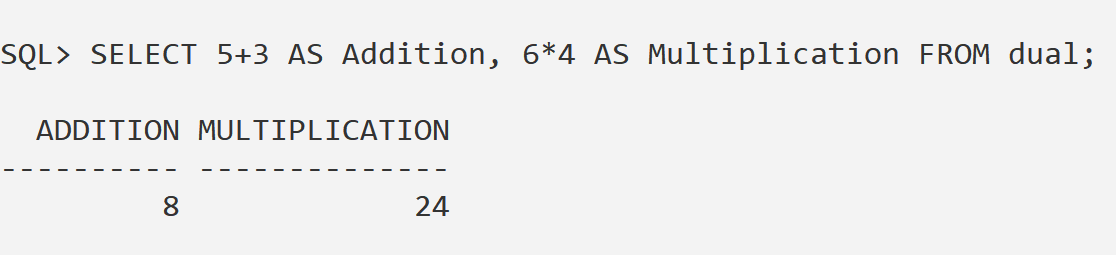 SQL> SELECT 5+3 AS Addition, 6*4 AS Multiplication FROM dual;
  ADDITION MULTIPLICATION
---------- --------------
         8             24